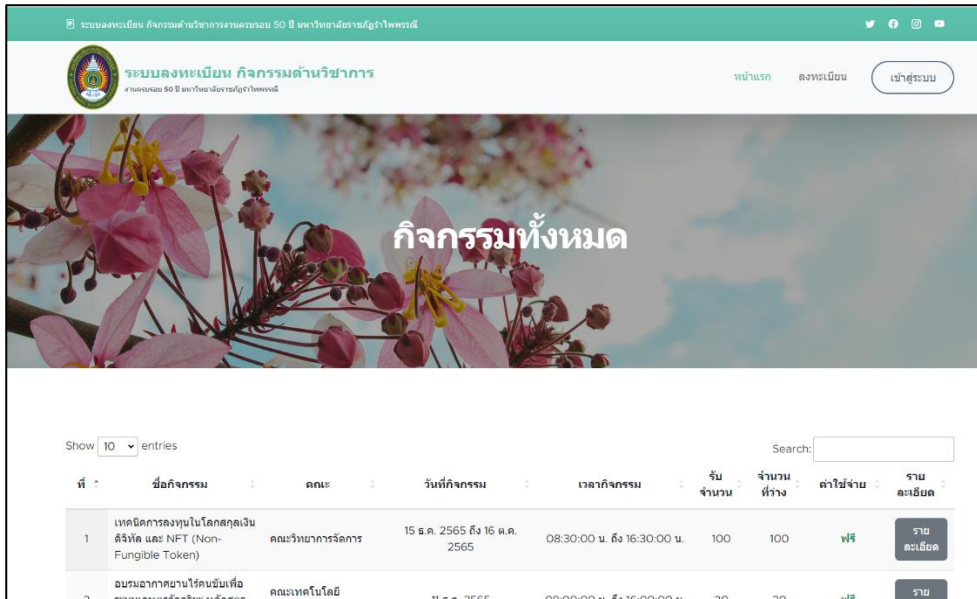 ระบบลงทะเบียน กิจกรรมด้านวิชาการงานครบรอบ 50 ปี มหาวิทยาลัยราชภัฏรำไพพรรณี
ระบบลงทะเบียน กิจกรรมด้านวิชาการ
งานครบรอบ 50 ปี มหาวิทยาลัยราชภัฏรำไพพรรณี
หน้าแรก ลงทะเบียน เข้าสู่ระบบ
กิจกรรมทั้งหมด
Show 10 entries
Search:
ที่ ชื่อกิจกรรม คณะ วันที่กิจกรรม เวลากิจกรรม รับ จำนวน ค่าใช้จ่าย ราย
จำนวน ที่ว่าง ละเอียด
เทคนิคการลงทุนในโลกสกุลเงิน
1 ดิจิทัล และ NFT (Non- คณะวิทยาการจัดการ 15 ธ.ค. 2565 ถึง 16 ต.ค. 08:30:00 น. ถึง 16:30:00 น. 100 100 ฟรี ราย
Fungible Token) 2565 ละเอียด
อบรมอากาศยานไร้คนขับเพื่อ
คณะเทคโนโลยี ราย